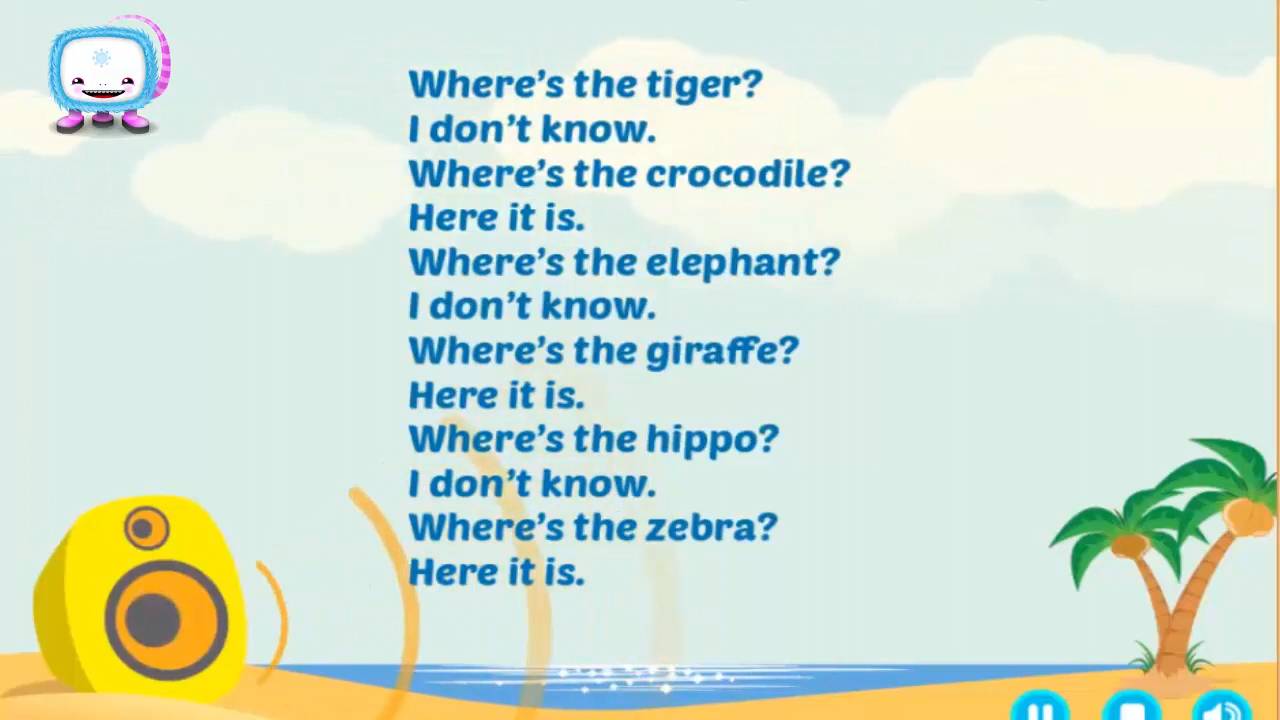 Where’s the tiger?
I don’t know.
Where’s the crocodile?
Here it is.
Where’s the elephant?
I don’t know.
Where’s the giraffe?
Here it is.
Where’s the hippo?
I don’t know.
Where’s the zebra?
Here it is.